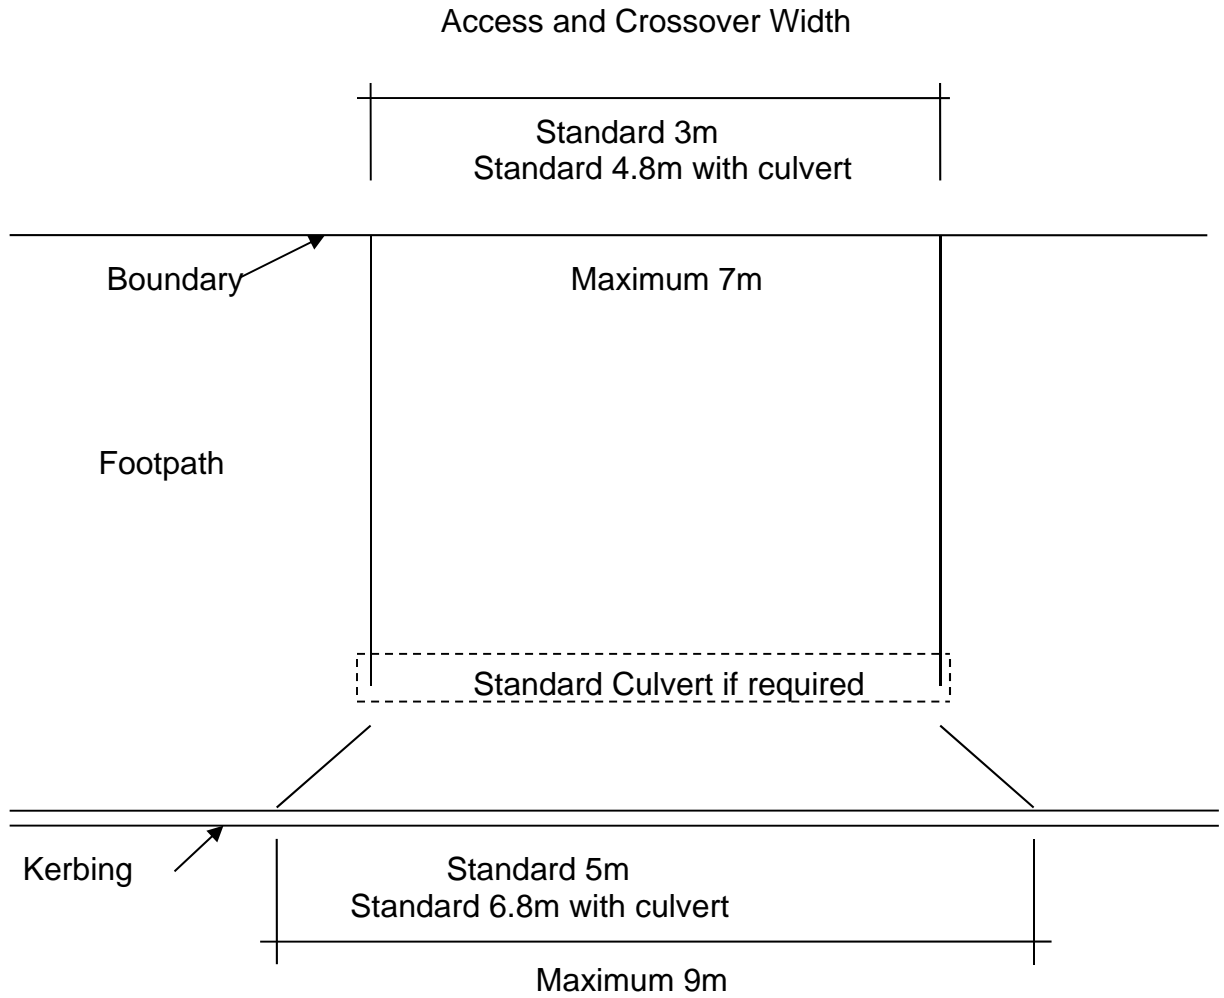 Access and Crossover Width
Standard 3m
Standard 4.8m with culvert
Boundary
Maximum 7m
Footpath
Standard Culvert if required
Kerbing
Standard 5m
Standard 6.8m with culvert
Maximum 9m